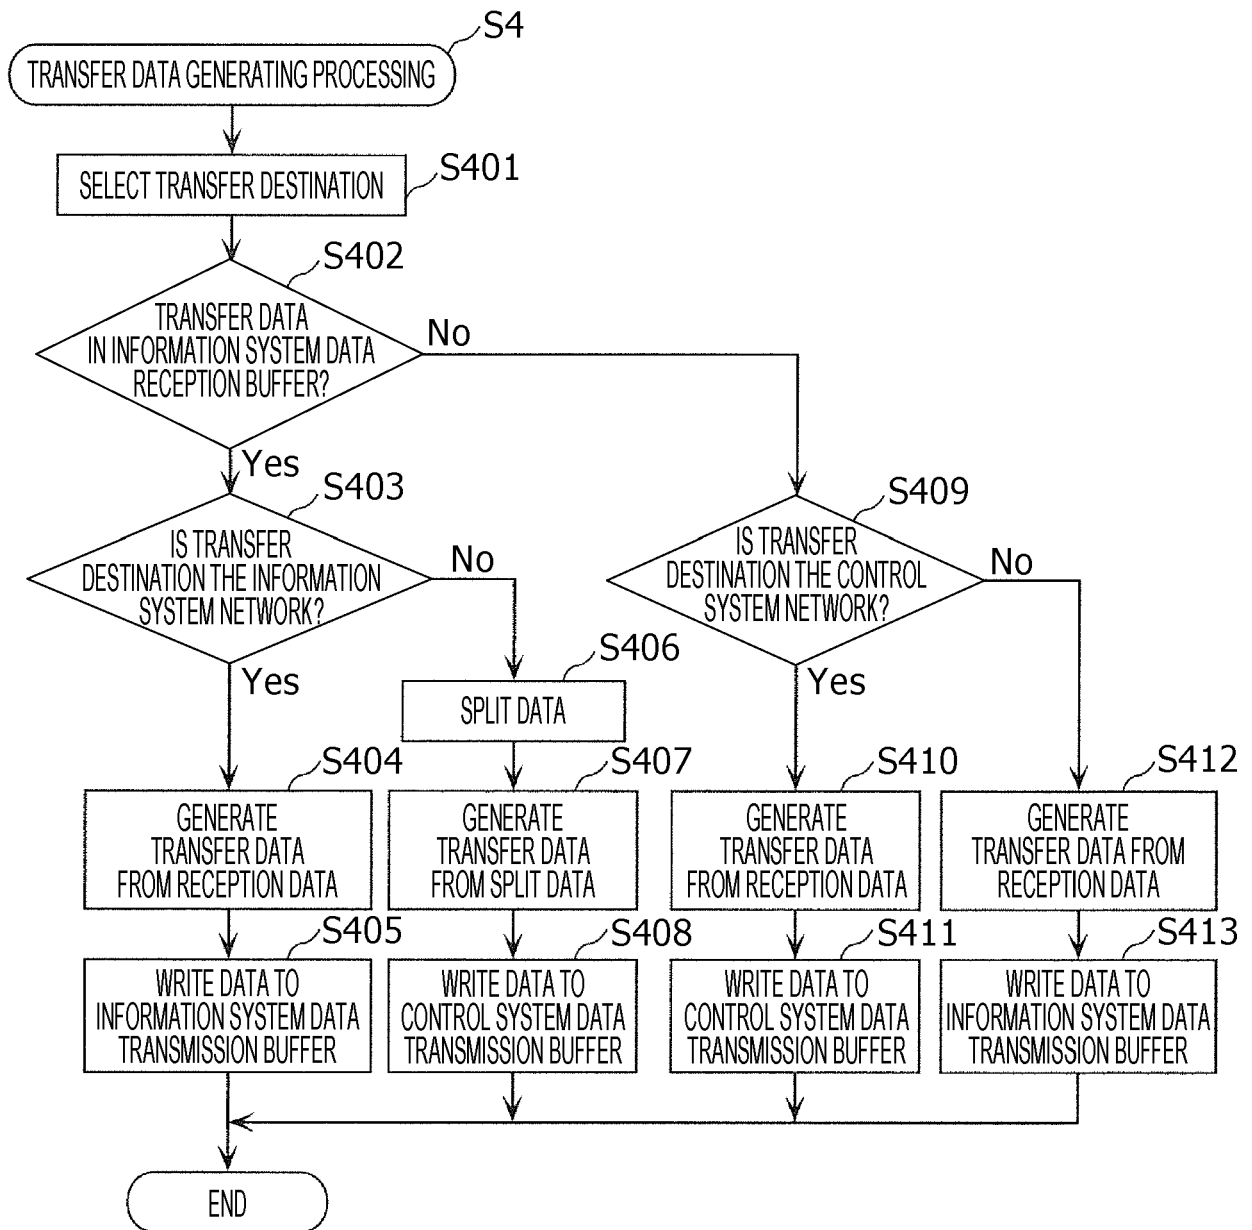 S4
TRANSFER DATA GENERATING PROCESSING
S401
SELECT TRANSFER DESTINATION
S402
TRANSFER DATA
IN INFORMATION SYSTEM DATA
RECEPTION BUFFER?
No
Yes
S403
IS TRANSFER
DESTINATION THE INFORMATION
SYSTEM NETWORK?
No
Yes
S409
IS TRANSFER
DESTINATION THE CONTROL
SYSTEM NETWORK?
No
Yes
S406
SPLIT DATA
S404
GENERATE
TRANSFER DATA
FROM RECEPTION DATA
S407
GENERATE
TRANSFER DATA
FROM SPLIT DATA
S410
GENERATE
TRANSFER DATA
FROM RECEPTION DATA
S412
GENERATE
TRANSFER DATA FROM
RECEPTION DATA
S405
WRITE DATA TO
INFORMATION SYSTEM DATA
TRANSMISSION BUFFER
S408
WRITE DATA TO
CONTROL SYSTEM DATA
TRANSMISSION BUFFER
S411
WRITE DATA TO
CONTROL SYSTEM DATA
TRANSMISSION BUFFER
S413
WRITE DATA TO
INFORMATION SYSTEM DATA
TRANSMISSION BUFFER
END